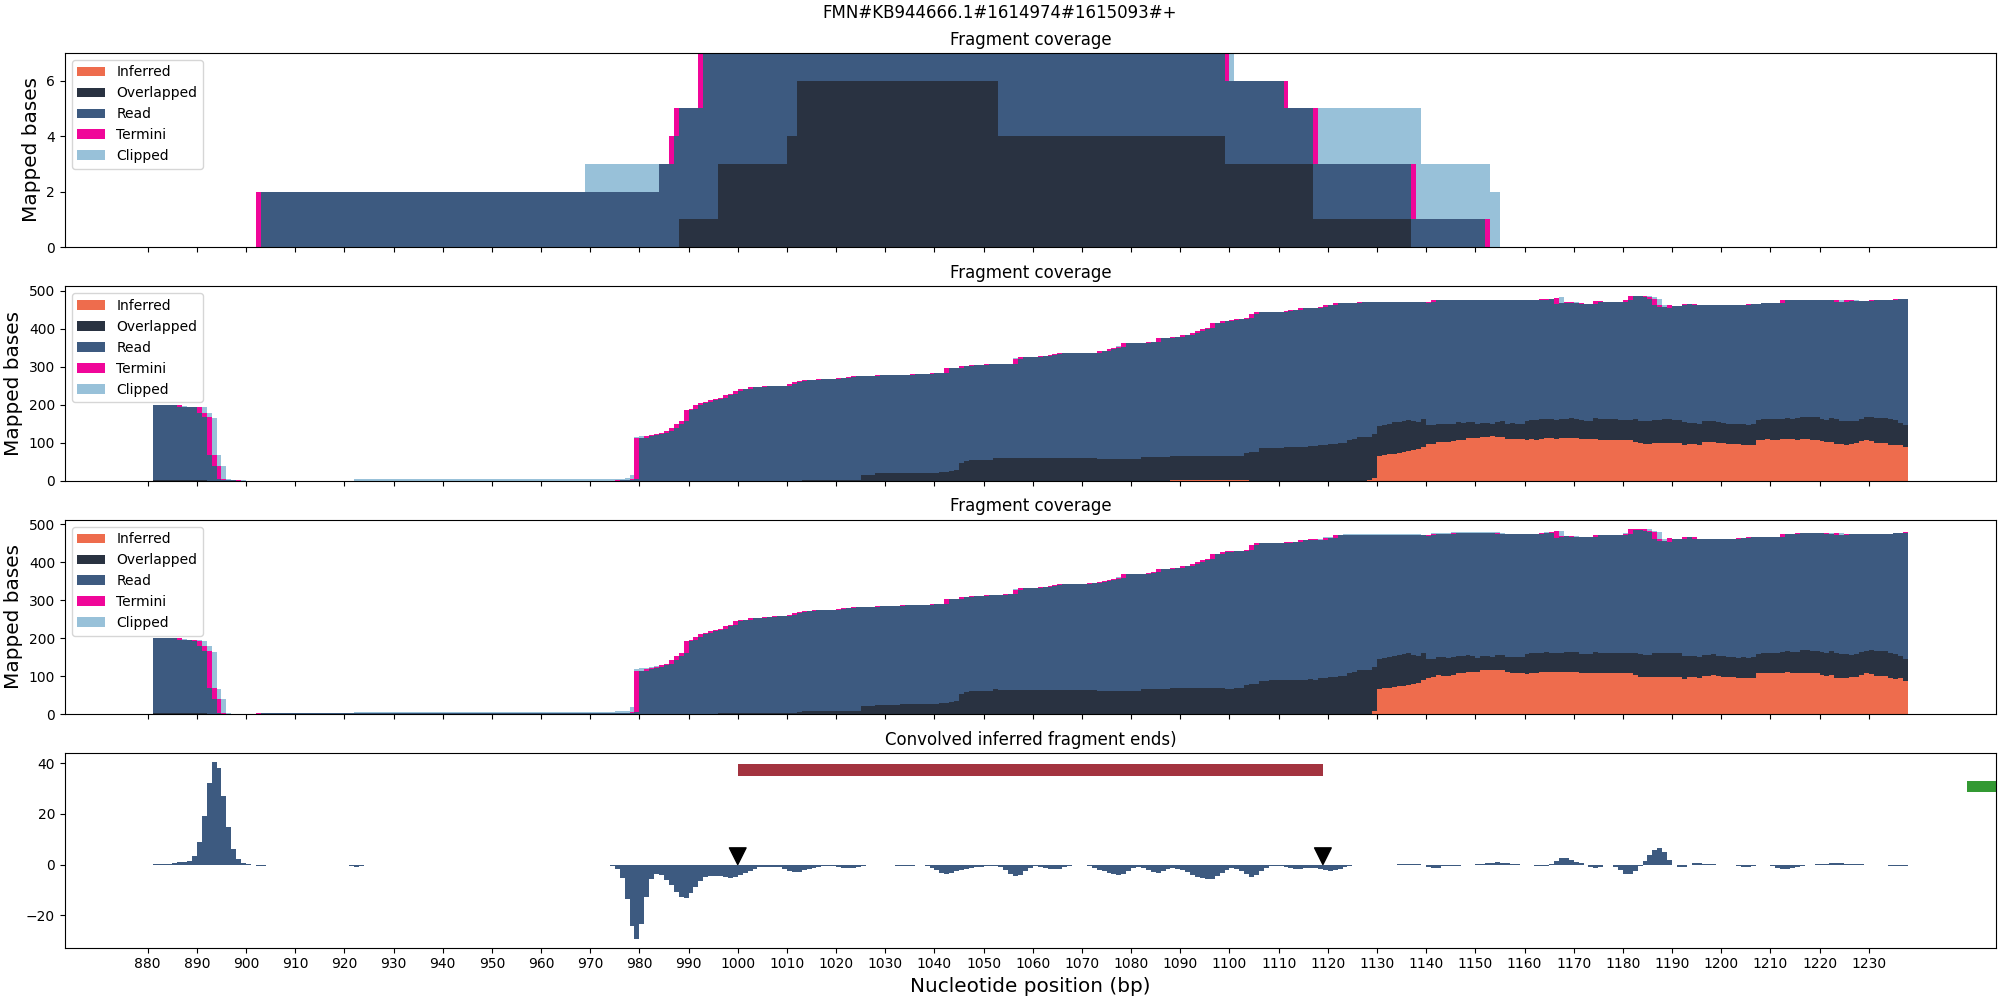 FMN#KB944666.1#1614974#1615093#+
Fragment coverage
Mapped bases
6
4
2
0
Inferred
Overlapped
Read
Termini
Clipped
Fragment coverage
Mapped bases
500
400
300
200
100
0
Inferred
Overlapped
Read
Termini
Clipped
Fragment coverage
Mapped bases
500
400
300
200
100
0
Inferred
Overlapped
Read
Termini
Clipped
Convolved inferred fragment ends)
40
20
0
−20
880 890 900 910 920 930 940 950 960 970 980 990 1000 1010 1020 1030 1040 1050 1060 1070 1080 1090 1100 1110 1120 1130 1140 1150 1160 1170 1180 1190 1200 1210 1220 1230
Nucleotide position (bp)